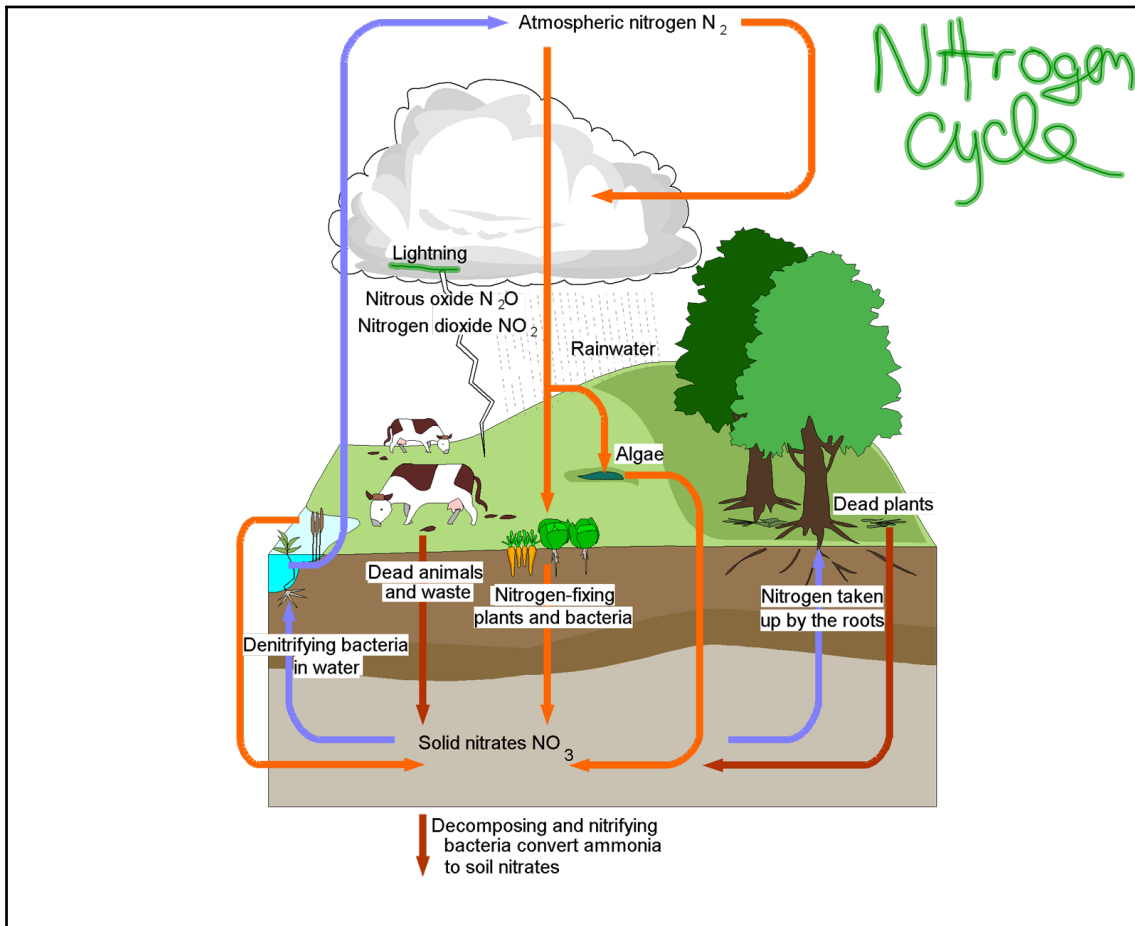 Atmospheric nitrogen N2
Nitrogen
cycle
Lightning
Nitrous oxide N2O
Nitrogen dioxide NO2
Rainwater
Algae
Dead plants
Dead animals
and waste
Nitrogen-fixing
plants and bacteria
Nitrogen taken
up by the roots
Denitrifying bacteria
in water
Solid nitrates NO3
Decomposing and nitrifying
bacteria convert ammonia
to soil nitrates